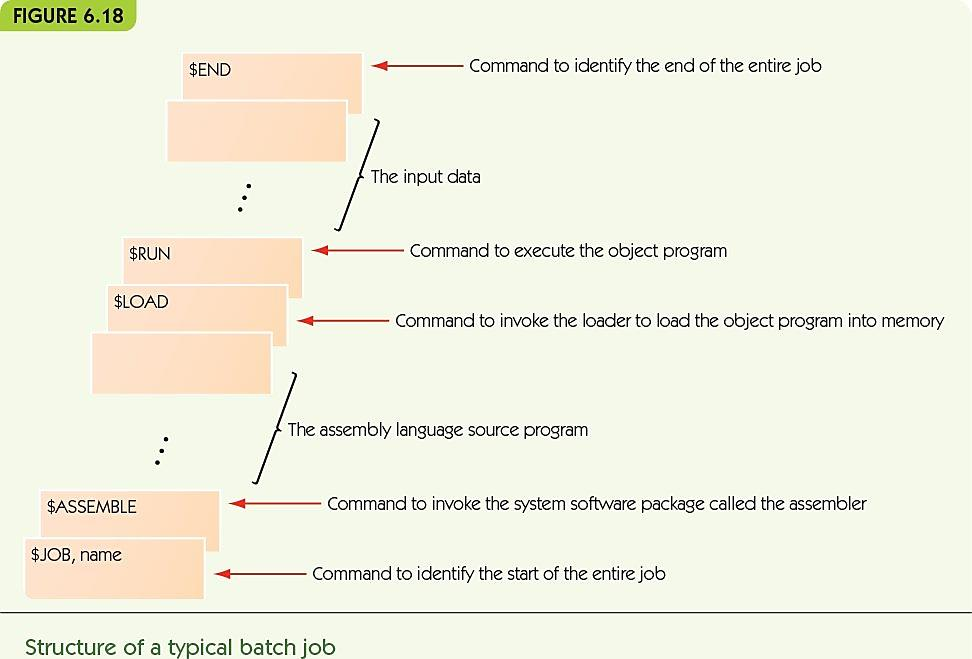 FIGURE 6.18
$END
Command to identify the end of the entire job
The input data
$RUN
Command to execute the object program
$LOAD
Command to invoke the loader to load the object program into memory
The assembly language source program
$ASSEMBLE
Command to invoke the system software package called the assembler
$JOB, name
Command to identify the start of the entire job
Structure of a typical batch job